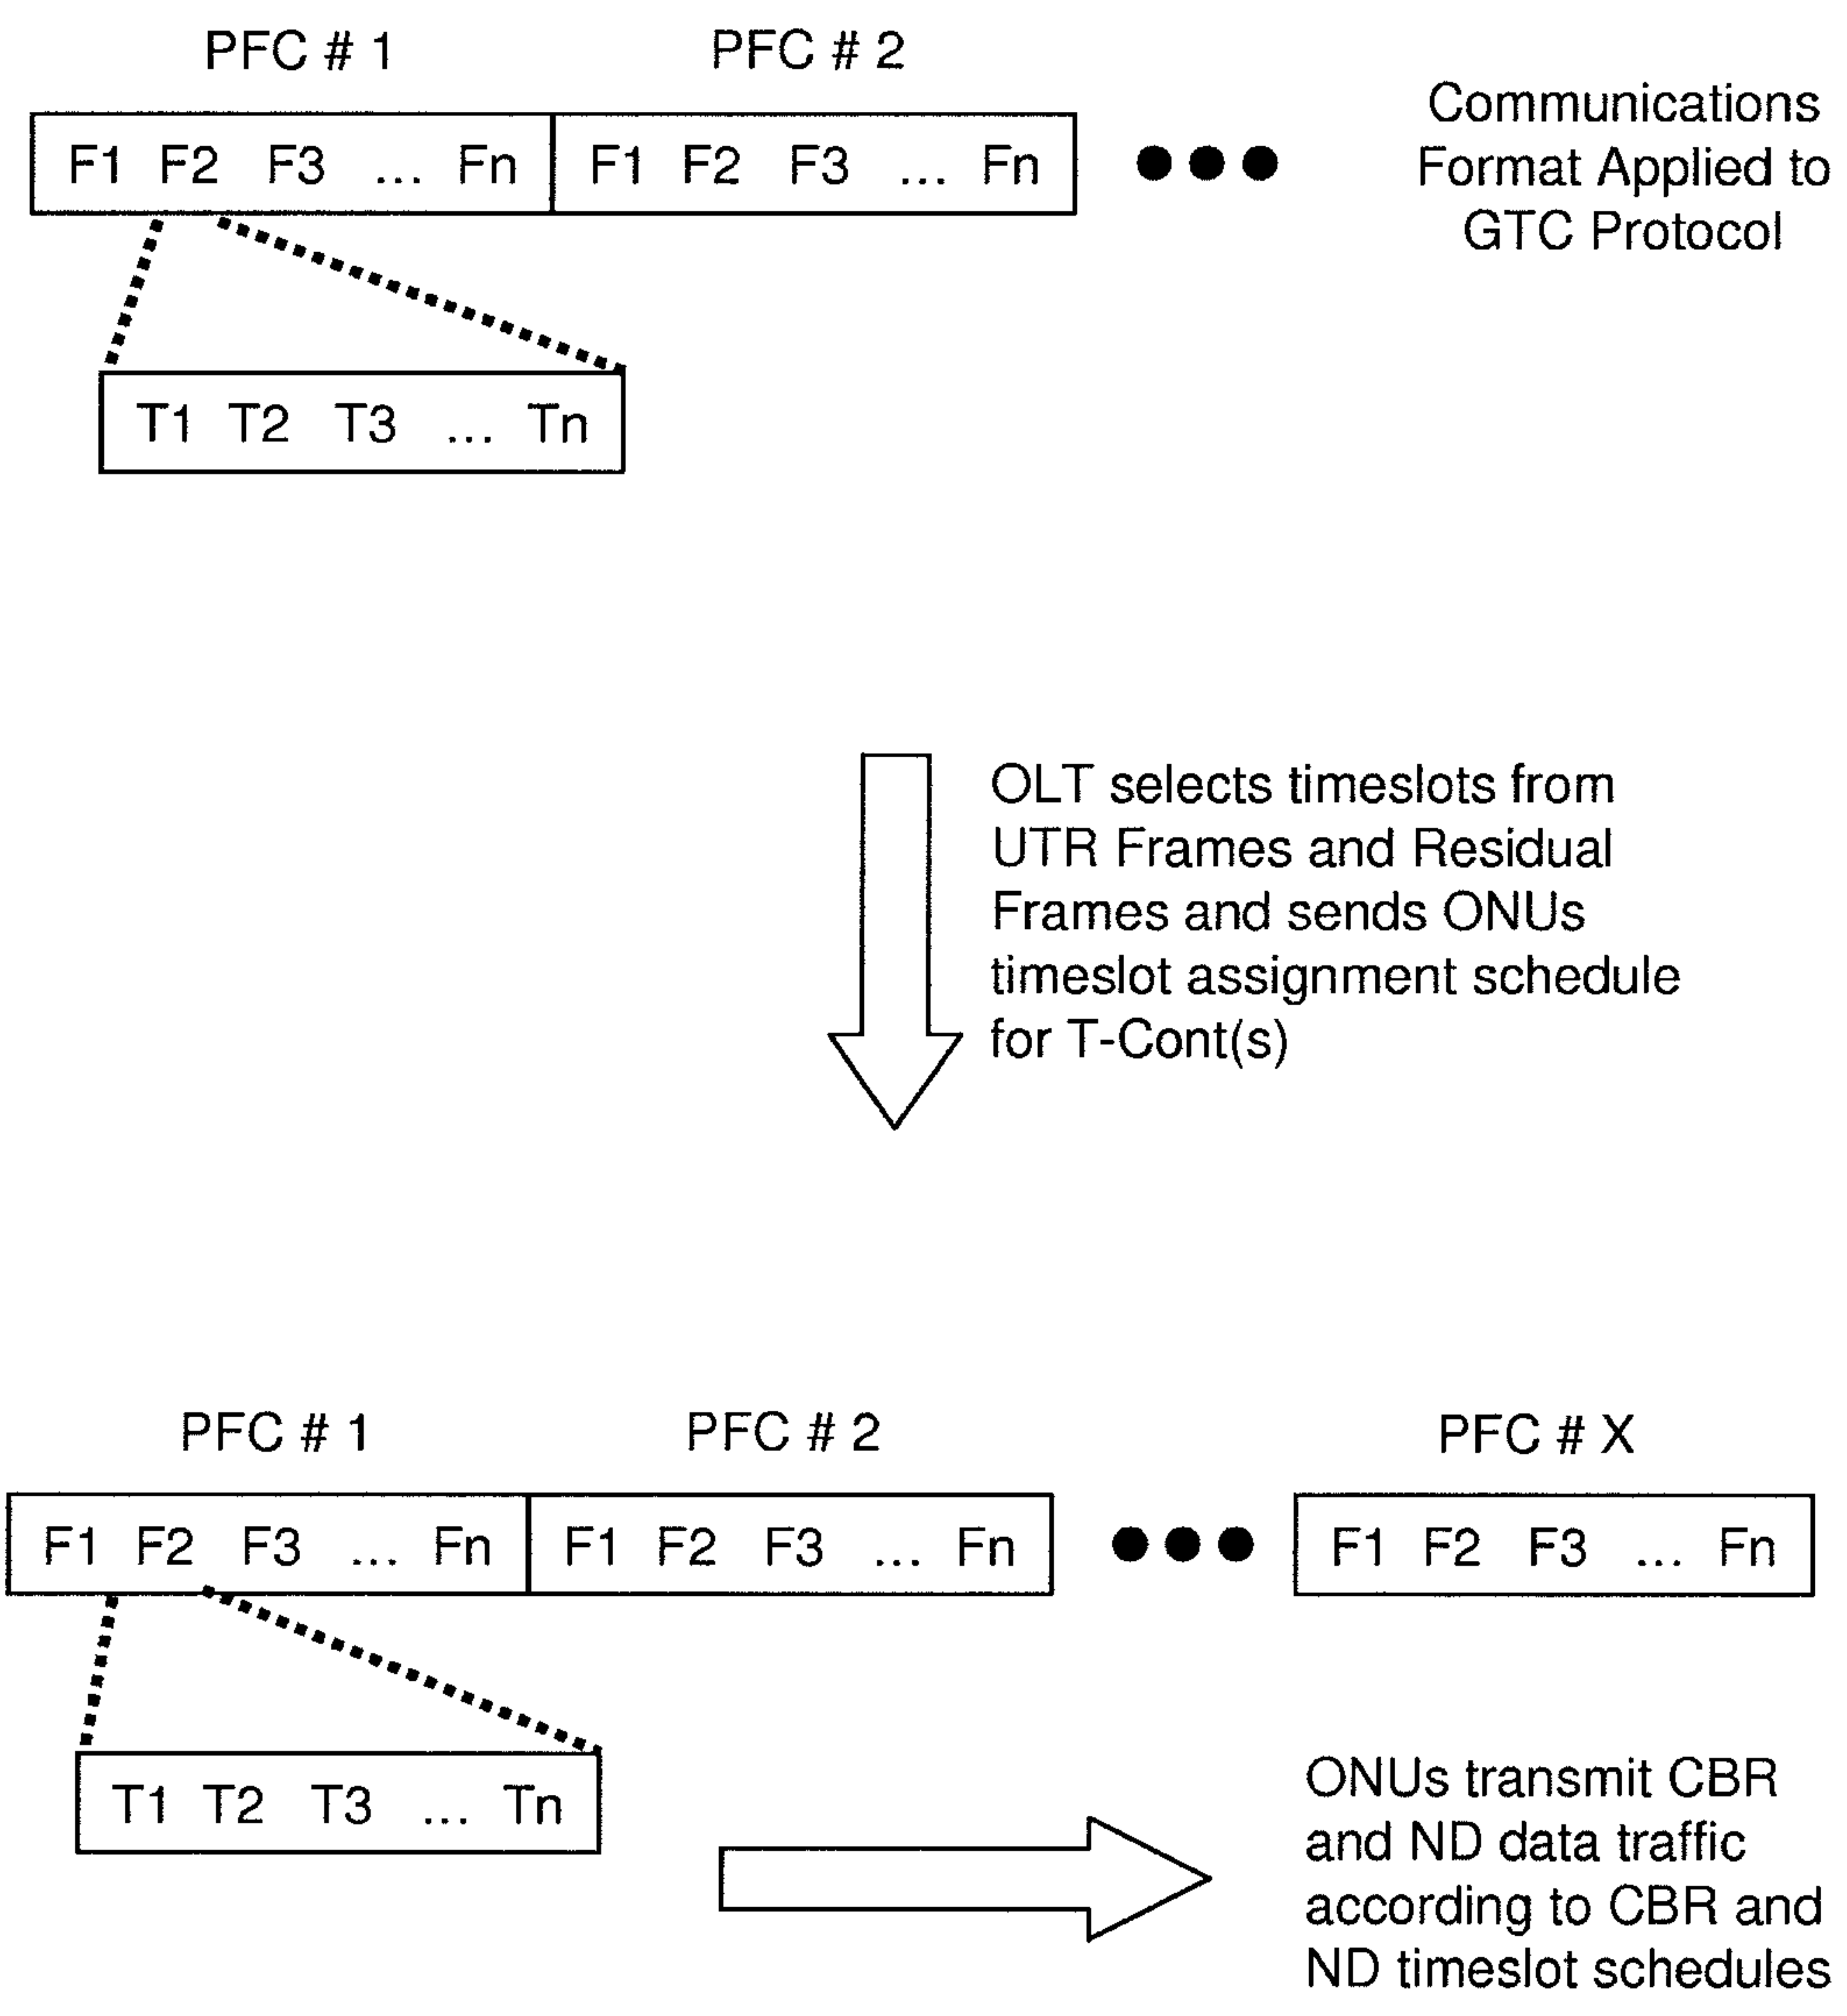 PFC # 1
PFC # 2
F1 F2 F3 ... Fn
F1 F2 F3 ... Fn
Communications
Format Applied to
GTC Protocol
T1 T2 T3 ... Tn
OLT selects timeslots from
UTR Frames and Residual
Frames and sends ONUs
timeslot assignment schedule
for T-Cont(s)
PFC # 1
PFC # 2
PFC # X
F1 F2 F3 ... Fn
F1 F2 F3 ... Fn
F1 F2 F3 ... Fn
T1 T2 T3 ... Tn
ONUs transmit CBR
and ND data traffic
according to CBR and
ND timeslot schedules